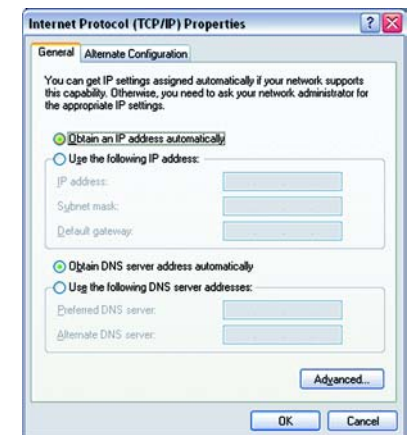 Internet Protocol (TCP/IP) Properties
General Alternate Configuration
You can get IP settings assigned automatically if your network supports
this capability. Otherwise, you need to ask your network administrator for
the appropriate IP settings.
Obtain an IP address automatically
Use the following IP address:
IP address:
Subnet mask:
Default gateway:
Obtain DNS server address automatically
Use the following DNS server addresses:
Preferred DNS server:
Alternate DNS server:
Advanced...
OK Cancel